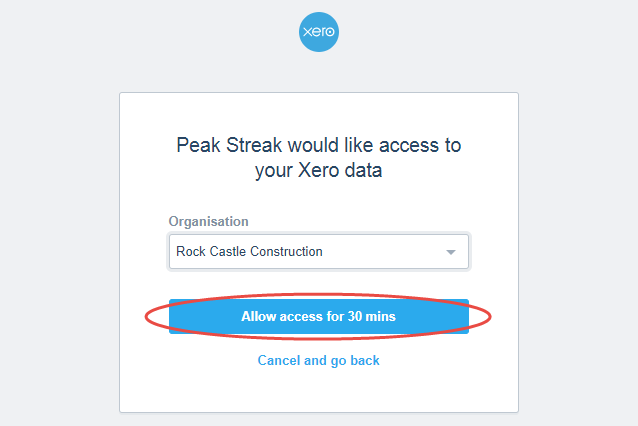 xero
Peak Streak would like access to
your Xero data
Organisation
Rock Castle Construction
Allow access for 30 mins
Cancel and go back